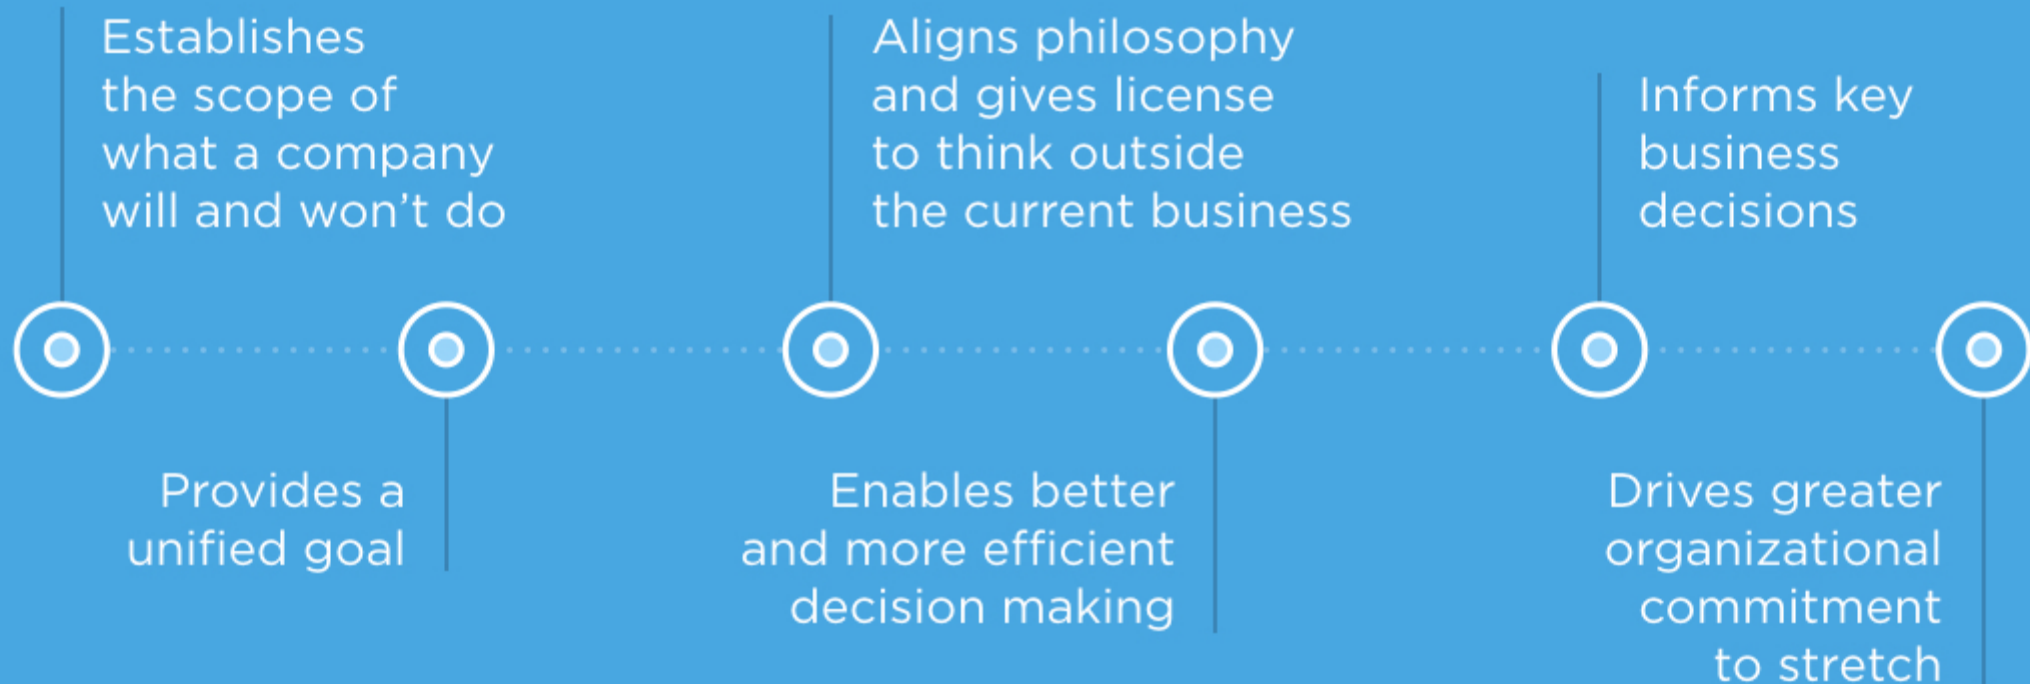 Establishes
the scope of
what a company
will and won’t do
Provides a
unified goal
Aligns philosophy
and gives license
to think outside
the current business
Enables better
and more efficient
decision making
Informs key
business
decisions
Drives greater
organizational
commitment
to stretch